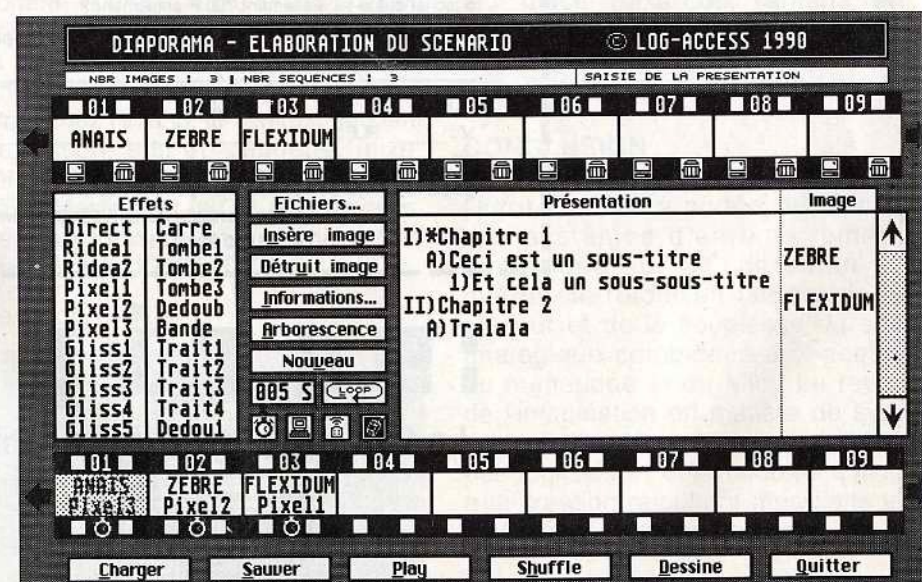 DIAPORAMA - ELABORATION DU SCENARIO © LOG-ACCESS 1990
NBR IMAGES : 3 | NBR SEQUENCES : 3 SAISIE DE LA PRESENTATION
01 02 03 04 05 06 07 08 09
ANAIS ZEBRE FLEXIDUM
Effets
Direct Carre
Rideal Tombe1
Ridea2 Tombe2
Pixel1 Tombe3
Pixel2 Dedoub
Pixel3 Bande
Gliss1 Trait1
Gliss2 Trait2
Gliss3 Trait3
Gliss4 Trait4
Gliss5 Dedou1
Fichiers...
Insère image
Détruit image
Informations...
Arborescence
Nouveau
005 S LOOP
Présentation Image
I)*Chapitre 1
A)Ceci est un sous-titre ZEBRE
1)Et cela un sous-sous-titre
II)Chapitre 2 FLEXIDUM
A)Tralala
01 02 03 04 05 06 07 08 09
ANAIS ZEBRE FLEXIDUM
Pixel3 Pixel2 Pixel1
Charger Sauver Play Shuffle Dessine Quitter